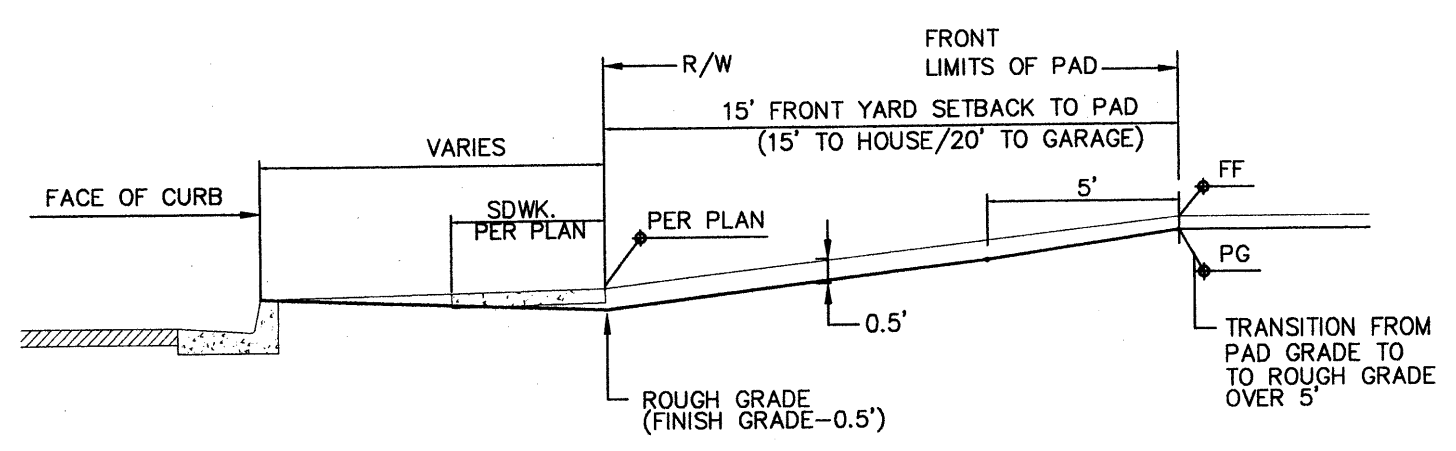 FRONT
LIMITS OF PAD
R/W
15' FRONT YARD SETBACK TO PAD
(15' TO HOUSE/20' TO GARAGE)
VARIES
FACE OF CURB
SDWK.
PER PLAN
PER PLAN
5'
FF
PG
0.5'
TRANSITION FROM
PAD GRADE TO
TO ROUGH GRADE
OVER 5'
ROUGH GRADE
(FINISH GRADE-0.5')